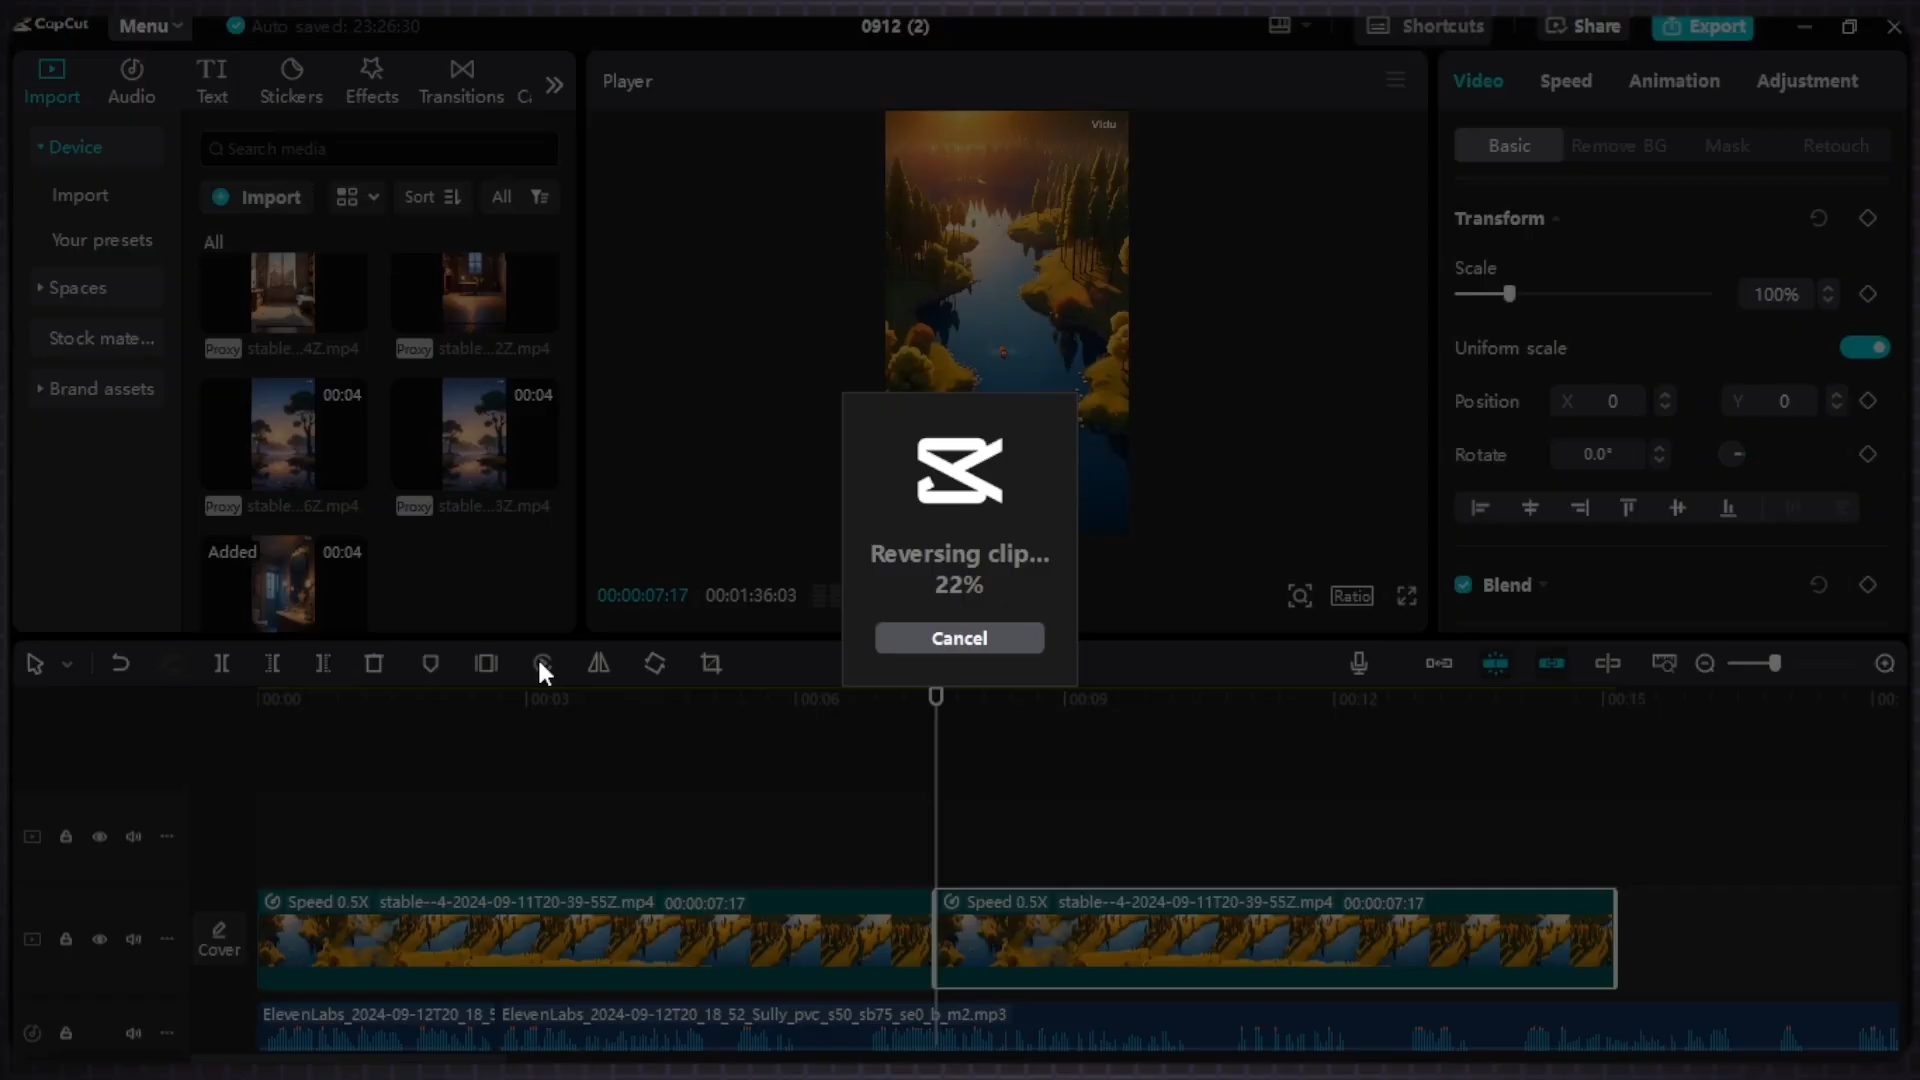 CapCut
Menu
Auto saved: 23:26:30
0912 (2)
Shortcuts
Share
Export
Import
Audio
Text
Stickers
Effects
Transitions
Device
Import
Your presets
Spaces
Stock mate...
Brand assets
Search media
Import
Sort
All
All
Proxy stable...4Z.mp4
Proxy stable...2Z.mp4
00:04
00:04
Proxy stable...6Z.mp4
Proxy stable...3Z.mp4
Added 00:04
Player
Vidu
00:00:07:17 00:01:36:03
Ratio
Reversing clip...
22%
Cancel
Video
Speed
Animation
Adjustment
Basic
Remove BG
Mask
Retouch
Transform
Scale
100%
Uniform scale
Position X 0 Y 0
Rotate 0.0°
Blend
00:00 00:03 00:06 00:09 00:12 00:15 00:
Cover
Speed 0.5X stable--4-2024-09-11T20-39-55Z.mp4 00:00:07:17
Speed 0.5X stable--4-2024-09-11T20-39-55Z.mp4 00:00:07:17
ElevenLabs_2024-09-12T20_18_5
ElevenLabs_2024-09-12T20_18_52_Sully_pvc_s50_sb75_se0_b_m2.mp3